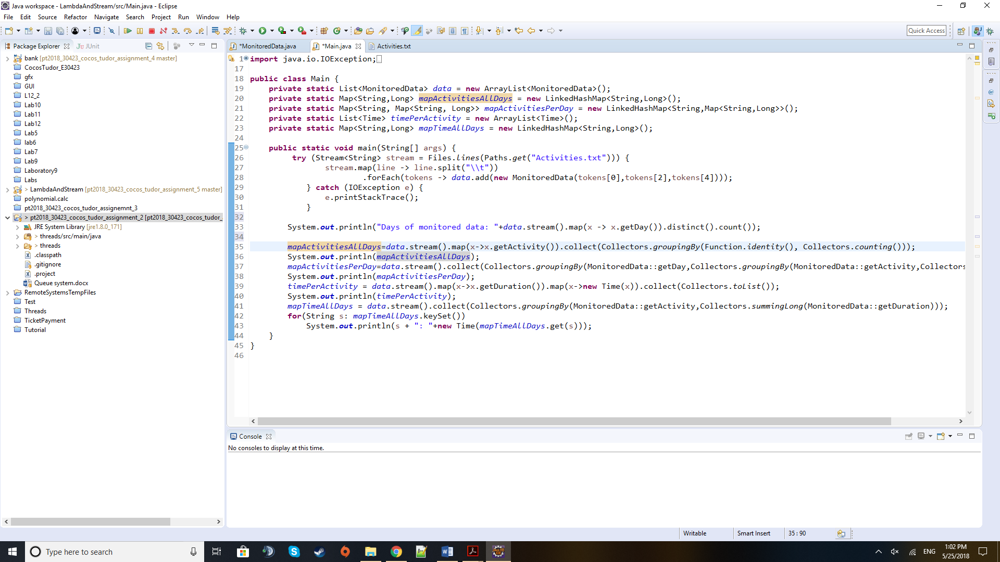 Java workspace - LambdaAndStream/src/Main.java - Eclipse
File Edit Source Refactor Navigate Search Project Run Window Help
Quick Access
Package Explorer JUnit
bank [pt2018_30423_cocos_tudor_assignment_4 master]
CocosTudor_E30423
gfx
GUI
L12_2
Lab10
Lab11
Lab12
Lab5
lab6
Lab7
Lab9
Laboratory9
Labs
> LambdaAndStream [pt2018_30423_cocos_tudor_assignment_5 master]
polynomial.calc
pt2018_30423_cocos_tudor_assignemnt_3
> pt2018_30423_cocos_tudor_assignment_2 [pt2018_30423_cocos_tudor_
JRE System Library [jre1.8.0_171]
> threads/src/main/java
> threads
.classpath
.gitignore
.project
Queue system.docx
RemoteSystemsTempFiles
Test
Threads
TicketPayment
Tutorial
*MonitoredData.java *Main.java Activities.txt
1 import java.io.IOException;
17
18 public class Main {
19 private static List<MonitoredData> data = new ArrayList<MonitoredData>();
20 private static Map<String,Long> mapActivitiesAllDays = new LinkedHashMap<String,Long>();
21 private static Map<String, Map<String, Long>> mapActivitiesPerDay = new LinkedHashMap<String,Map<String,Long>>();
22 private static List<Time> timePerActivity = new ArrayList<Time>();
23 private static Map<String,Long> mapTimeAllDays = new LinkedHashMap<String,Long>();
24
25 public static void main(String[] args) {
26 try (Stream<String> stream = Files.lines(Paths.get("Activities.txt"))) {
27 stream.map(line -> line.split("\\t"))
28 .forEach(tokens -> data.add(new MonitoredData(tokens[0],tokens[2],tokens[4])));
29 } catch (IOException e) {
30 e.printStackTrace();
31 }
32
33 System.out.println("Days of monitored data: "+data.stream().map(x -> x.getDay()).distinct().count());
34
35 mapActivitiesAllDays=data.stream().map(x->x.getActivity()).collect(Collectors.groupingBy(Function.identity(), Collectors.counting()));
36 System.out.println(mapActivitiesAllDays);
37 mapActivitiesPerDay=data.stream().collect(Collectors.groupingBy(MonitoredData::getDay,Collectors.groupingBy(MonitoredData::getActivity,Collectors
38 System.out.println(mapActivitiesPerDay);
39 timePerActivity = data.stream().map(x->x.getDuration()).map(x->new Time(x)).collect(Collectors.toList());
40 System.out.println(timePerActivity);
41 mapTimeAllDays = data.stream().collect(Collectors.groupingBy(MonitoredData::getActivity,Collectors.summingLong(MonitoredData::getDuration)));
42 for(String s: mapTimeAllDays.keySet())
43 System.out.println(s + ": "+new Time(mapTimeAllDays.get(s)));
44 }
45 }
46
Console
No consoles to display at this time.
Writable Smart Insert 35 : 90
Type here to search
ENG
1:02 PM
5/25/2018